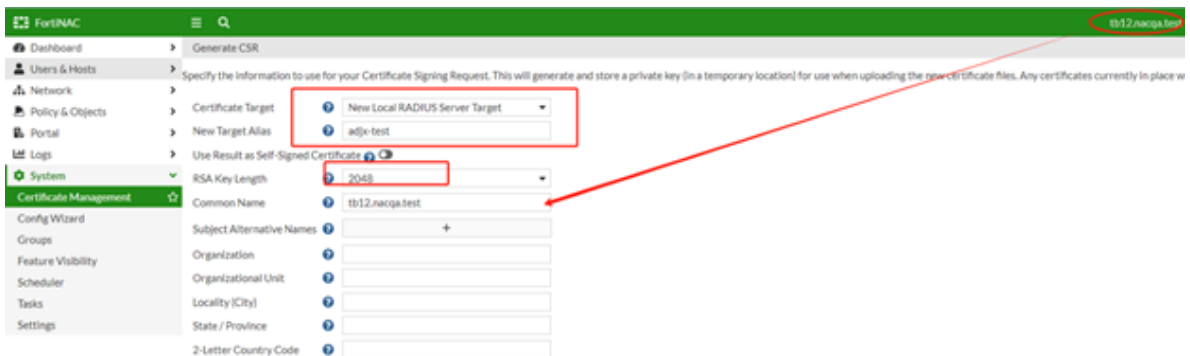 FortiNAC
tb12.nacqa.test
Dashboard
Generate CSR
Users & Hosts
Specify the information to use for your Certificate Signing Request. This will generate and store a private key (in a temporary location) for use when uploading the new certificate files. Any certificates currently in place w
Network
Certificate Target New Local RADIUS Server Target
Policy & Objects
New Target Alias adjx-test
Portal
Logs
Use Result as Self-Signed Certificate
System
RSA Key Length 2048
Certificate Management
Common Name tb12.nacqa.test
Config Wizard
Subject Alternative Names +
Groups
Organization
Feature Visibility
Organizational Unit
Scheduler
Locality (City)
Tasks
State / Province
Settings
2-Letter Country Code